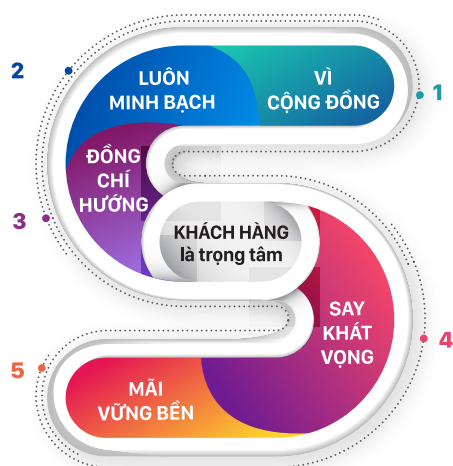 1
VÌ
CỘNG ĐỒNG
2
LUÔN
MINH BẠCH
3
ĐỒNG
CHÍ
HƯỚNG
KHÁCH HÀNG
là trọng tâm
4
SAY
KHÁT
VỌNG
5
MÃI
VỮNG BỀN